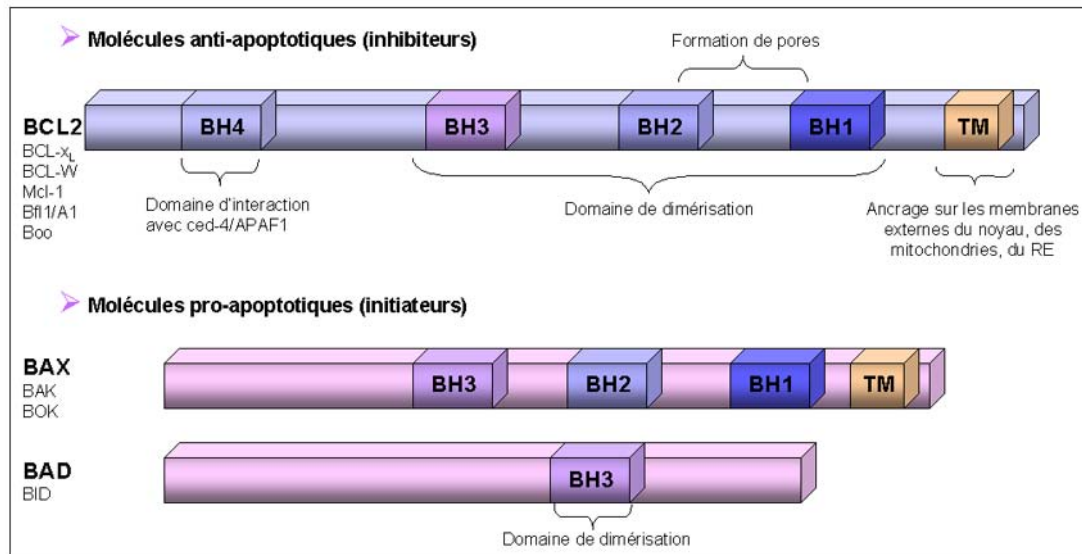 Molécules anti-apoptotiques (inhibiteurs)
Formation de pores
BCL2
BCL-xL
BCL-W
Mcl-1
Bfl1/A1
Boo
BH4
BH3
BH2
BH1
TM
Domaine d'interaction
avec ced-4/APAF1
Domaine de dimérisation
Ancrage sur les membranes
externes du noyau, des
mitochondries, du RE
Molécules pro-apoptotiques (initiateurs)
BAX
BAK
BOK
BH3
BH2
BH1
TM
BAD
BID
BH3
Domaine de dimérisation